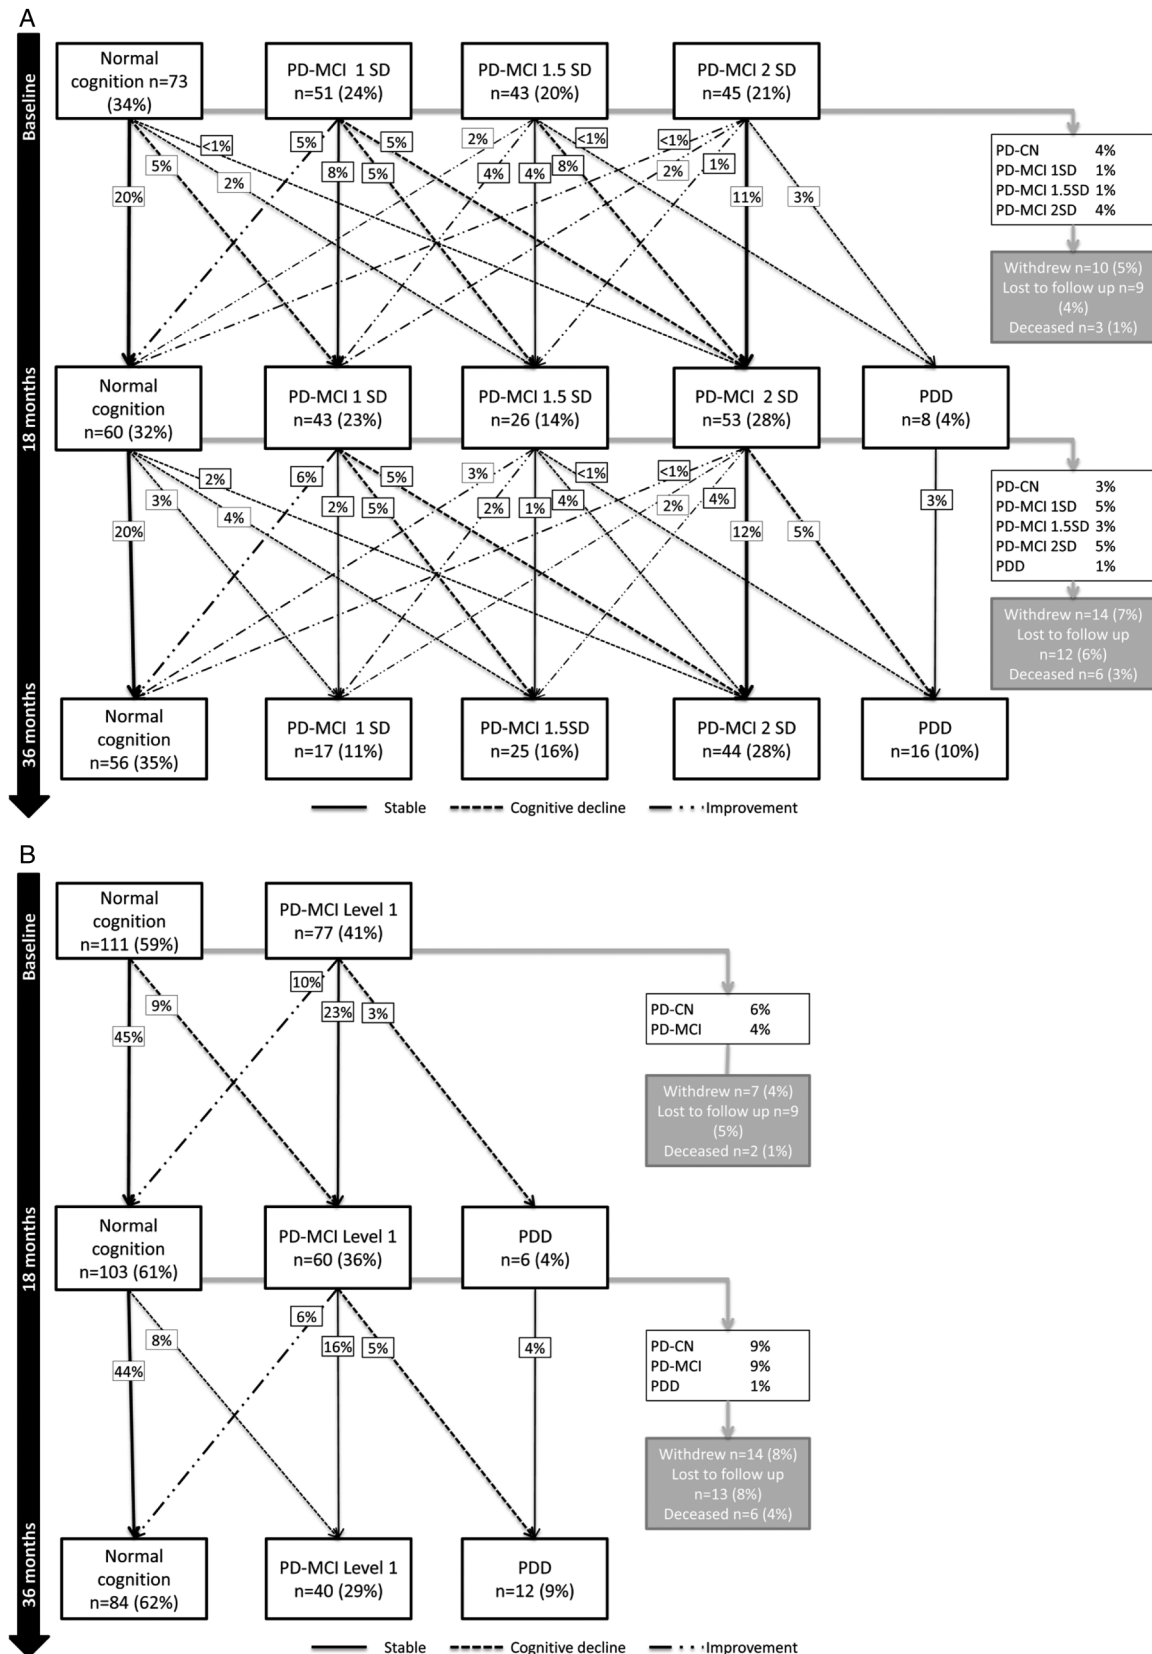 A
Baseline
18 months
36 months
Normal
cognition n=73
(34%)
PD-MCI 1 SD
n=51 (24%)
PD-MCI 1.5 SD
n=43 (20%)
PD-MCI 2 SD
n=45 (21%)
<1%
5%
2%
20%
5%
8%
5%
5%
2%
4%
4%
8%
<1%
<1%
2%
1%
11%
3%
PD-CN 4%
PD-MCI 1SD 1%
PD-MCI 1.5SD 1%
PD-MCI 2SD 4%
Withdrew n=10 (5%)
Lost to follow up n=9
(4%)
Deceased n=3 (1%)
Normal
cognition
n=60 (32%)
PD-MCI 1 SD
n=43 (23%)
PD-MCI 1.5 SD
n=26 (14%)
PD-MCI 2 SD
n=53 (28%)
PDD
n=8 (4%)
2%
3%
4%
20%
6%
2%
5%
5%
3%
2%
1%
4%
<1%
<1%
2%
4%
12%
5%
3%
PD-CN 3%
PD-MCI 1SD 5%
PD-MCI 1.5SD 3%
PD-MCI 2SD 5%
PDD 1%
Withdrew n=14 (7%)
Lost to follow up
n=12 (6%)
Deceased n=6 (3%)
Normal
cognition
n=56 (35%)
PD-MCI 1 SD
n=17 (11%)
PD-MCI 1.5SD
n=25 (16%)
PD-MCI 2 SD
n=44 (28%)
PDD
n=16 (10%)
Stable
Cognitive decline
Improvement
B
Baseline
18 months
36 months
Normal
cognition
n=111 (59%)
PD-MCI Level 1
n=77 (41%)
9%
45%
10%
23%
3%
PD-CN 6%
PD-MCI 4%
Withdrew n=7 (4%)
Lost to follow up n=9
(5%)
Deceased n=2 (1%)
Normal
cognition
n=103 (61%)
PD-MCI Level 1
n=60 (36%)
PDD
n=6 (4%)
8%
44%
6%
16%
5%
4%
PD-CN 9%
PD-MCI 9%
PDD 1%
Withdrew n=14 (8%)
Lost to follow up
n=13 (8%)
Deceased n=6 (4%)
Normal
cognition
n=84 (62%)
PD-MCI Level 1
n=40 (29%)
PDD
n=12 (9%)
Stable
Cognitive decline
Improvement